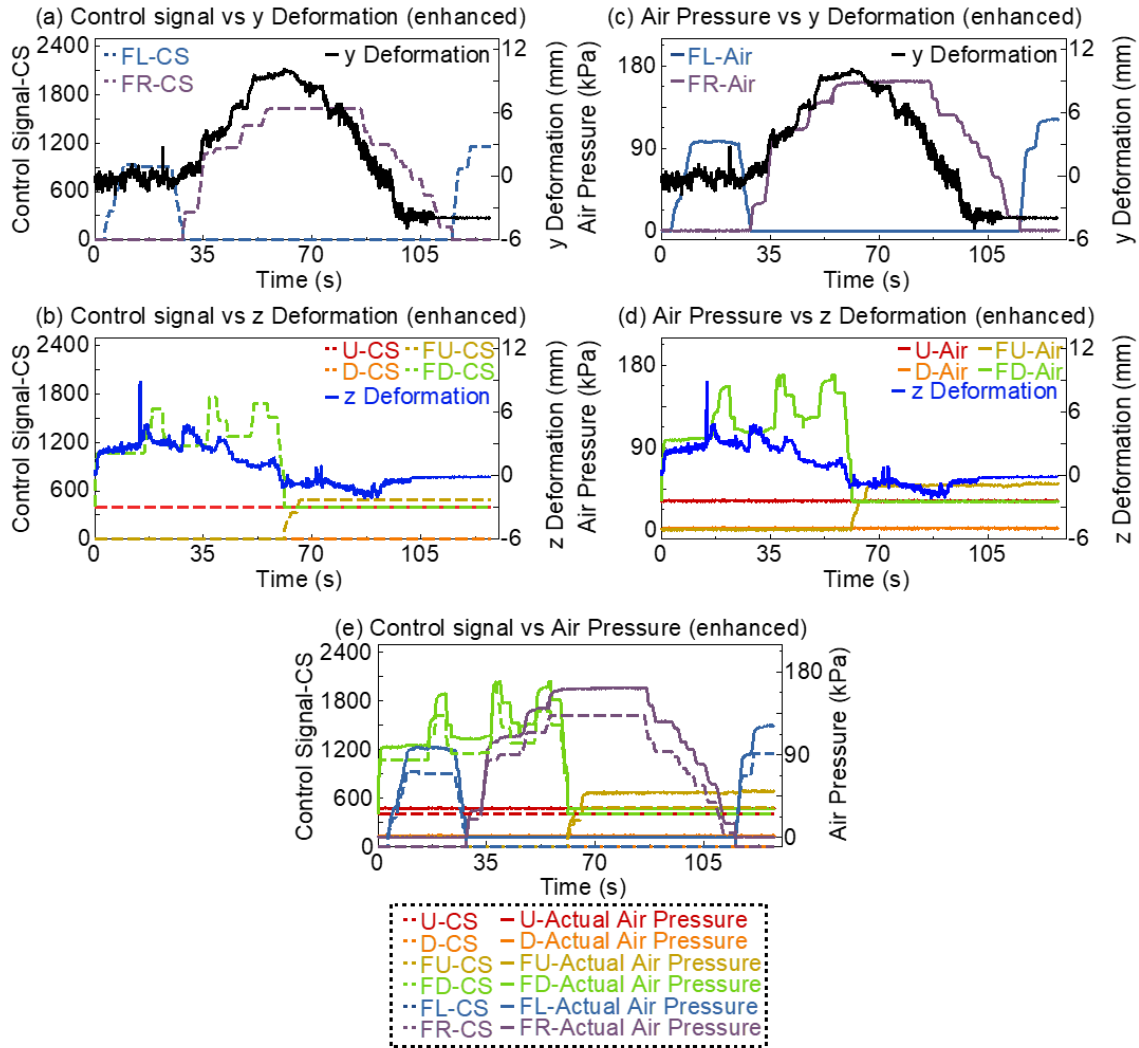 (a) Control signal vs y Deformation (enhanced)
2400
1800
1200
600
0
Control Signal-CS
FL-CS
FR-CS
y Deformation
12
6
0
-6
y Deformation (mm)
0 35 70 105
Time (s)
(c) Air Pressure vs y Deformation (enhanced)
180
90
0
Air Pressure (kPa)
FL-Air
FR-Air
y Deformation
12
6
0
-6
y Deformation (mm)
0 35 70 105
Time (s)
(b) Control signal vs z Deformation (enhanced)
2400
1800
1200
600
0
Control Signal-CS
U-CS FU-CS
D-CS FD-CS
z Deformation
12
6
0
-6
z Deformation (mm)
0 35 70 105
Time (s)
(d) Air Pressure vs z Deformation (enhanced)
180
90
0
Air Pressure (kPa)
U-Air FU-Air
D-Air FD-Air
z Deformation
12
6
0
-6
z Deformation (mm)
0 35 70 105
Time (s)
(e) Control signal vs Air Pressure (enhanced)
2400
1800
1200
600
0
Control Signal-CS
180
90
0
Air Pressure (kPa)
0 35 70 105
Time (s)
U-CS U-Actual Air Pressure
D-CS D-Actual Air Pressure
FU-CS FU-Actual Air Pressure
FD-CS FD-Actual Air Pressure
FL-CS FL-Actual Air Pressure
FR-CS FR-Actual Air Pressure